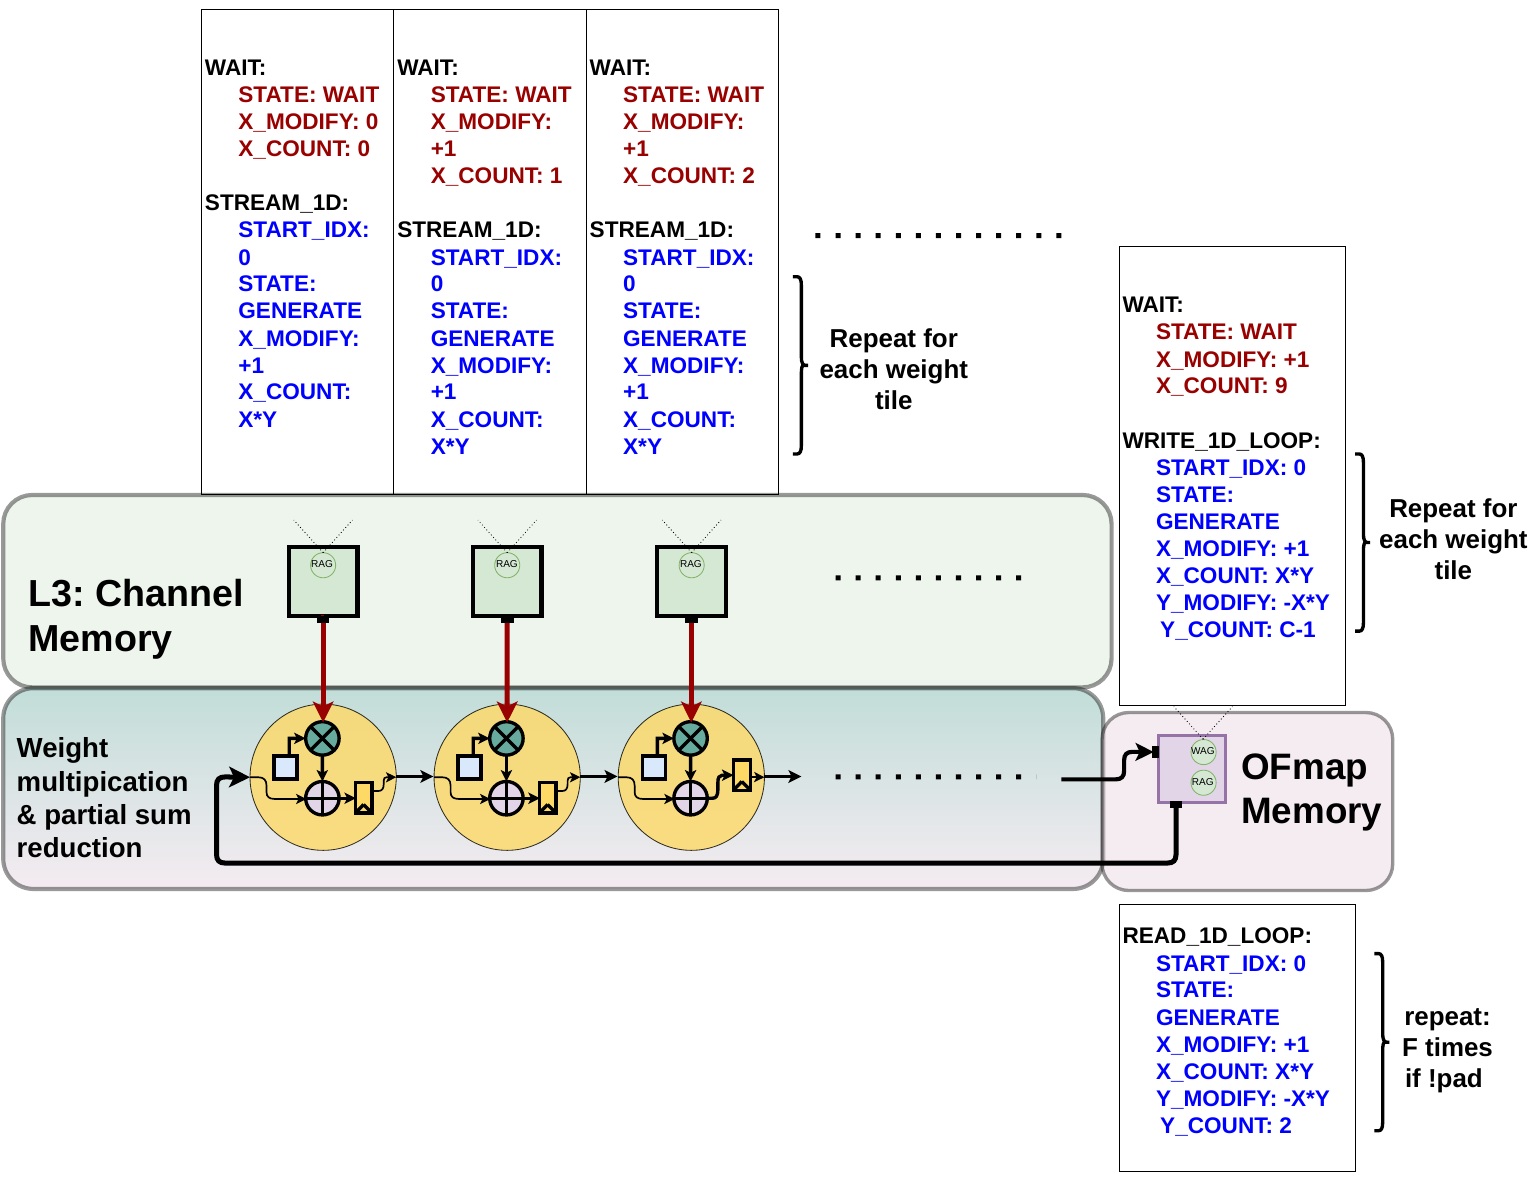 WAIT:
STATE: WAIT
X_MODIFY: 0
X_COUNT: 0
STREAM_1D:
START_IDX:
0
STATE:
GENERATE
X_MODIFY:
+1
X_COUNT:
X*Y
WAIT:
STATE: WAIT
X_MODIFY:
+1
X_COUNT: 1
STREAM_1D:
START_IDX:
0
STATE:
GENERATE
X_MODIFY:
+1
X_COUNT:
X*Y
WAIT:
STATE: WAIT
X_MODIFY:
+1
X_COUNT: 2
STREAM_1D:
START_IDX:
0
STATE:
GENERATE
X_MODIFY:
+1
X_COUNT:
X*Y
Repeat for
each weight
tile
WAIT:
STATE: WAIT
X_MODIFY: +1
X_COUNT: 9
WRITE_1D_LOOP:
START_IDX: 0
STATE:
GENERATE
X_MODIFY: +1
X_COUNT: X*Y
Y_MODIFY: -X*Y
Y_COUNT: C-1
Repeat for
each weight
tile
L3: Channel
Memory
RAG
RAG
RAG
Weight
multipication
& partial sum
reduction
WAG
RAG
OFmap
Memory
READ_1D_LOOP:
START_IDX: 0
STATE:
GENERATE
X_MODIFY: +1
X_COUNT: X*Y
Y_MODIFY: -X*Y
Y_COUNT: 2
repeat:
F times
if !pad